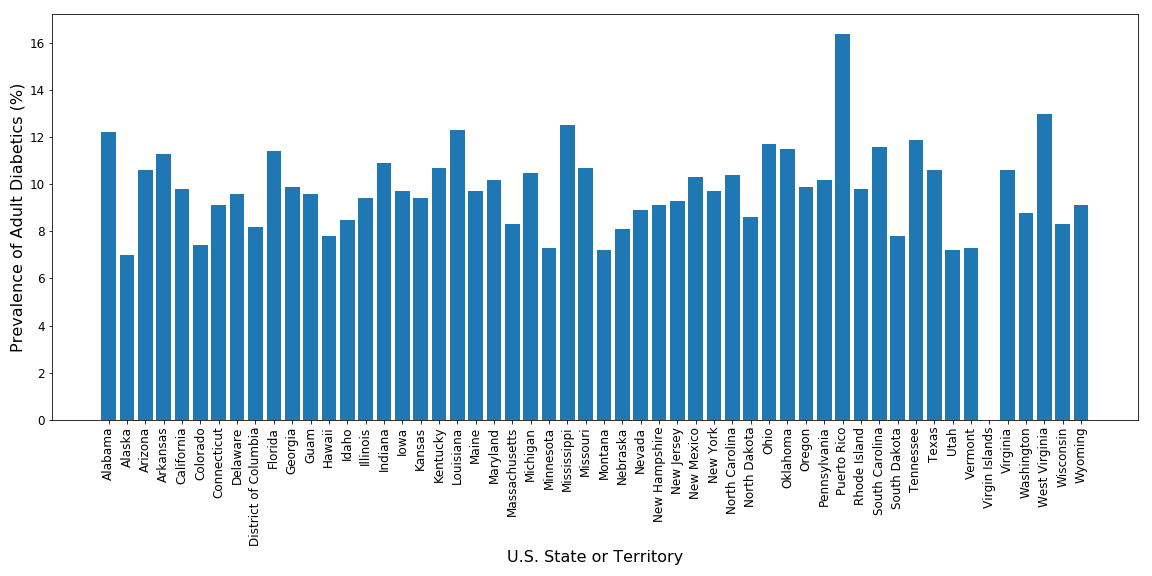 Prevalence of Adult Diabetics (%)
16
14
12
10
8
6
4
2
0
Alabama
Alaska
Arizona
Arkansas
California
Colorado
Connecticut
Delaware
District of Columbia
Florida
Georgia
Guam
Hawaii
Idaho
Illinois
Indiana
Iowa
Kansas
Kentucky
Louisiana
Maine
Maryland
Massachusetts
Michigan
Minnesota
Mississippi
Missouri
Montana
Nebraska
Nevada
New Hampshire
New Jersey
New Mexico
New York
North Carolina
North Dakota
Ohio
Oklahoma
Oregon
Pennsylvania
Puerto Rico
Rhode Island
South Carolina
South Dakota
Tennessee
Texas
Utah
Vermont
Virgin Islands
Virginia
Washington
West Virginia
Wisconsin
Wyoming
U.S. State or Territory